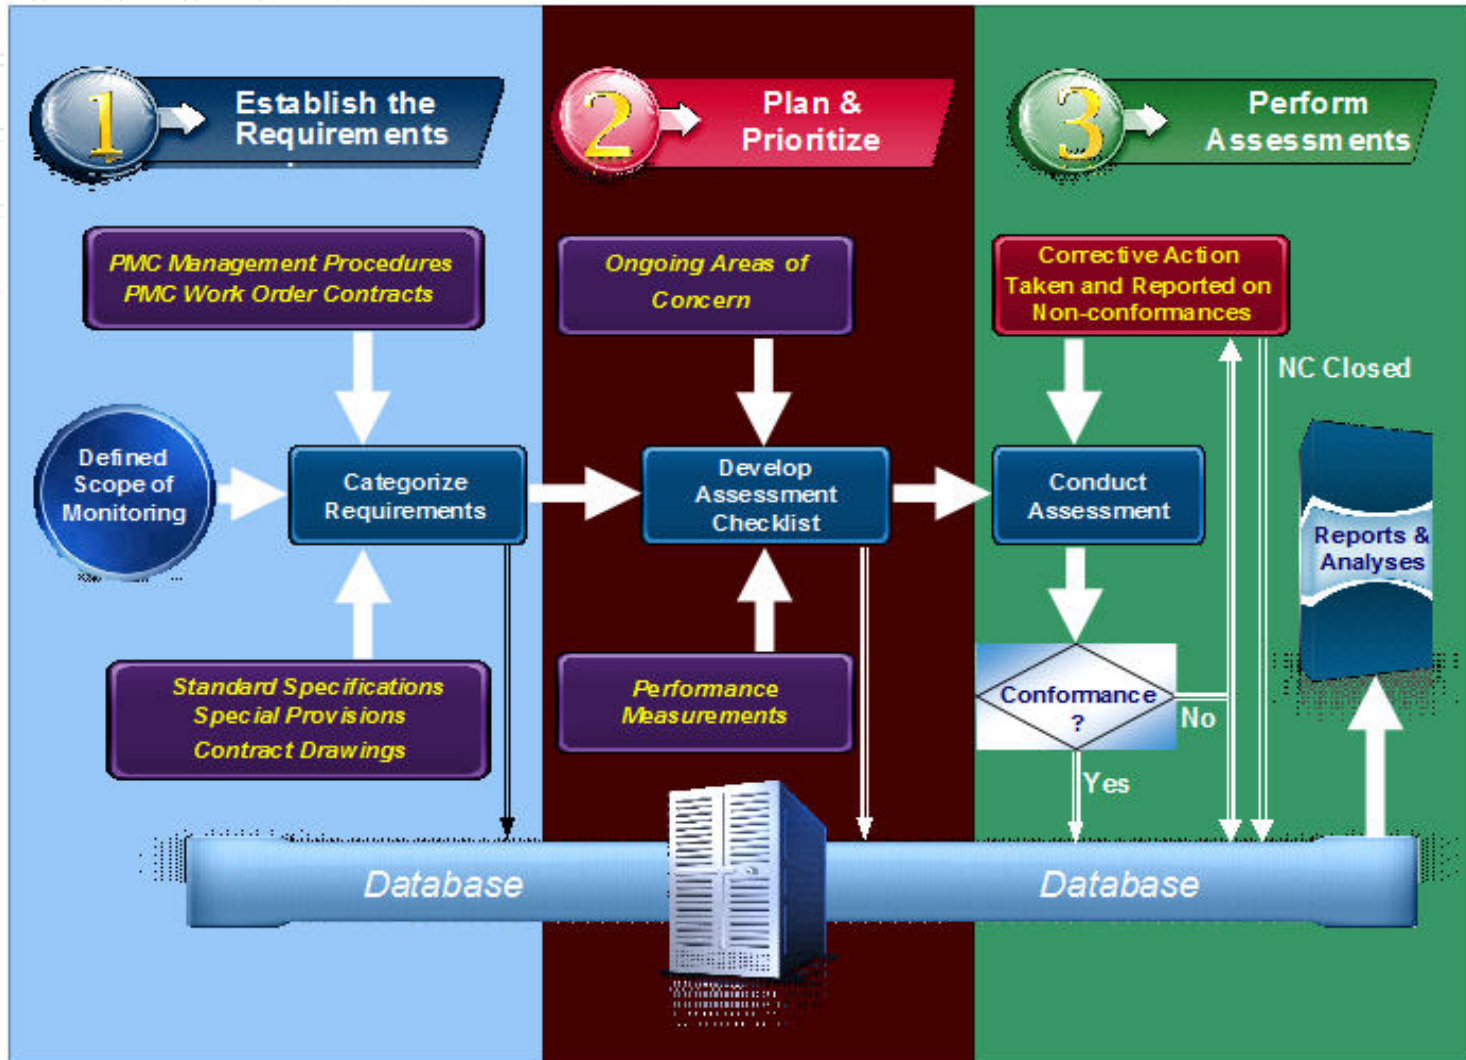 1
Establish the
Requirements
2
Plan &
Prioritize
3
Perform
Assessments
PMC Management Procedures
PMC Work Order Contracts
Ongoing Areas of
Concern
Corrective Action
Taken and Reported on
Non-conformances
NC Closed
Defined
Scope of
Monitoring
Categorize
Requirements
Develop
Assessment
Checklist
Conduct
Assessment
Reports &
Analyses
Standard Specifications
Special Provisions
Contract Drawings
Performance
Measurements
Conformance
?
No
Yes
Database
Database